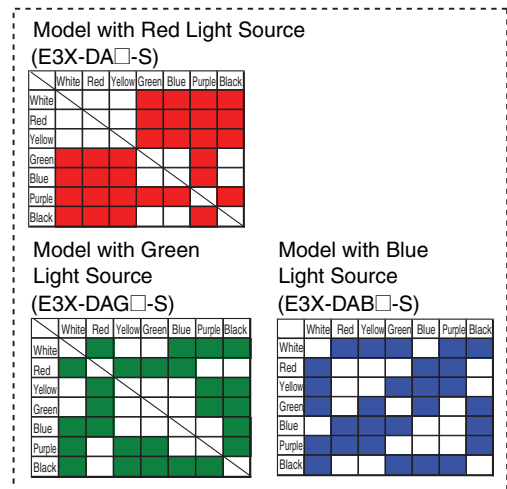 Model with Red Light Source
(E3X-DA□-S)
White Red Yellow Green Blue Purple Black
White
Red
Yellow
Green
Blue
Purple
Black
Model with Green
Light Source
(E3X-DAG□-S)
White Red Yellow Green Blue Purple Black
White
Red
Yellow
Green
Blue
Purple
Black
Model with Blue
Light Source
(E3X-DAB□-S)
White Red Yellow Green Blue Purple Black
White
Red
Yellow
Green
Blue
Purple
Black